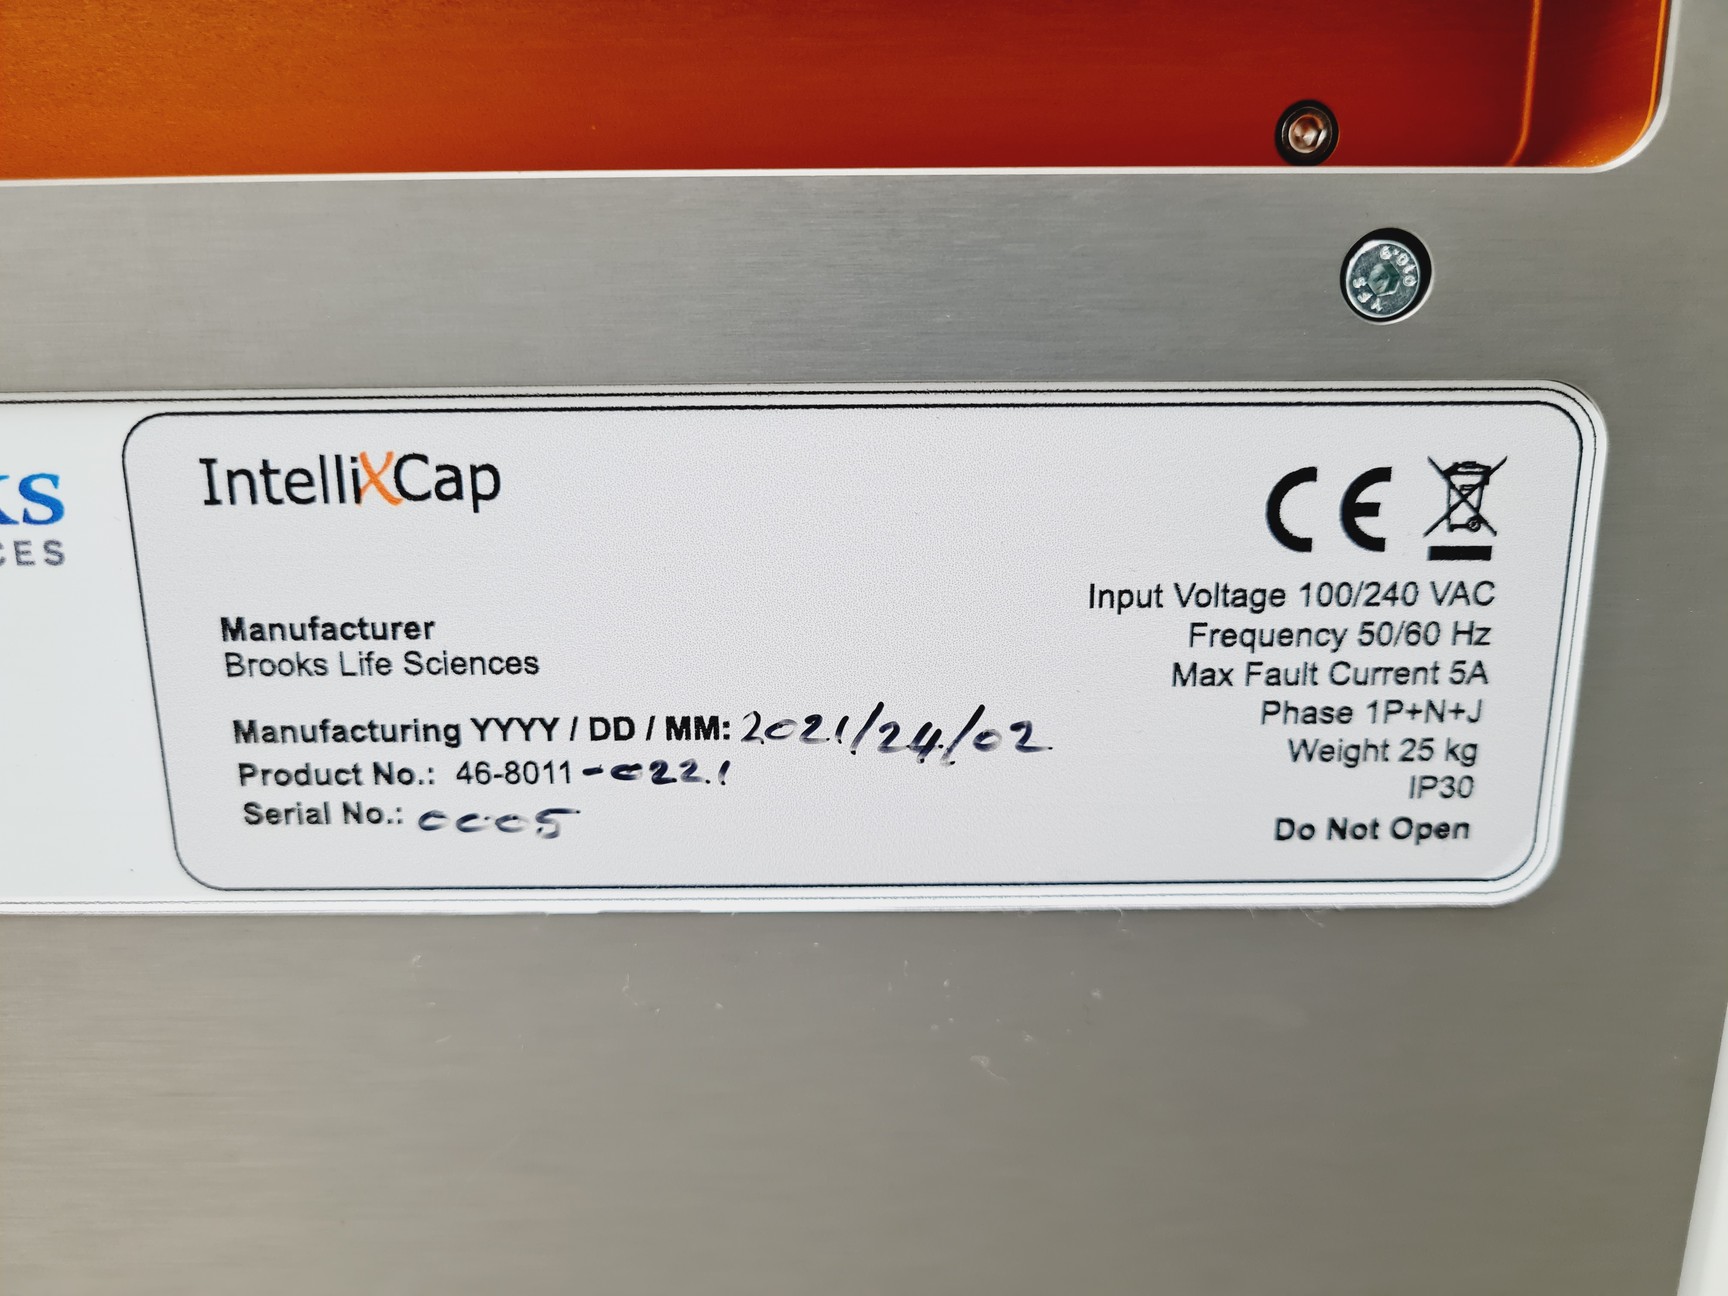 KS
CES
IntelliXCap
Manufacturer
Brooks Life Sciences
Manufacturing YYYY / DD / MM: 2021/24/02
Product No.: 46-8011-022.1
Serial No.: 0005
CE
Input Voltage 100/240 VAC
Frequency 50/60 Hz
Max Fault Current 5A
Phase 1P+N+J
Weight 25 kg
IP30
Do Not Open